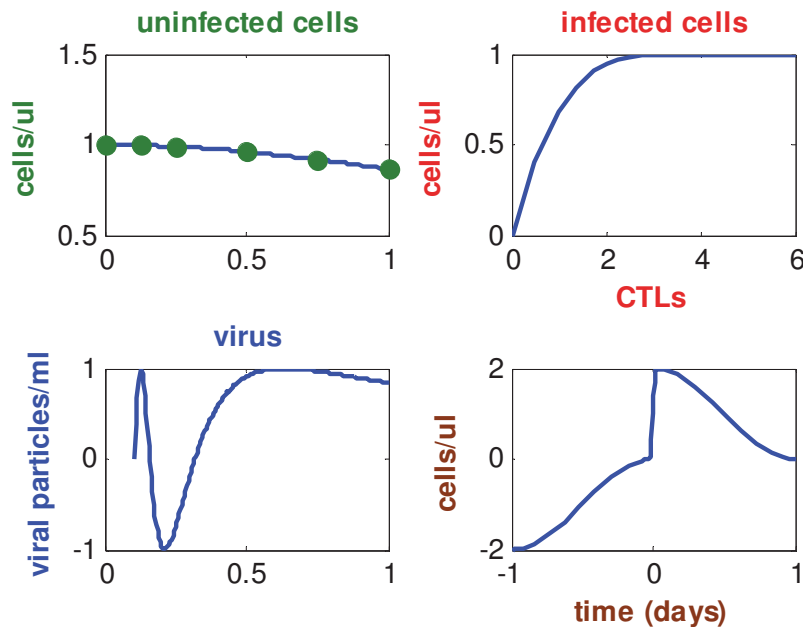 uninfected cells
cells/ul
1.5
1
0.5
0 0.5 1
infected cells
cells/ul
1
0.5
0
0 2 4 6
CTLs
virus
viral particles/ml
1
0
-1
0 0.5 1
cells/ul
2
0
-2
-1 0 1
time (days)